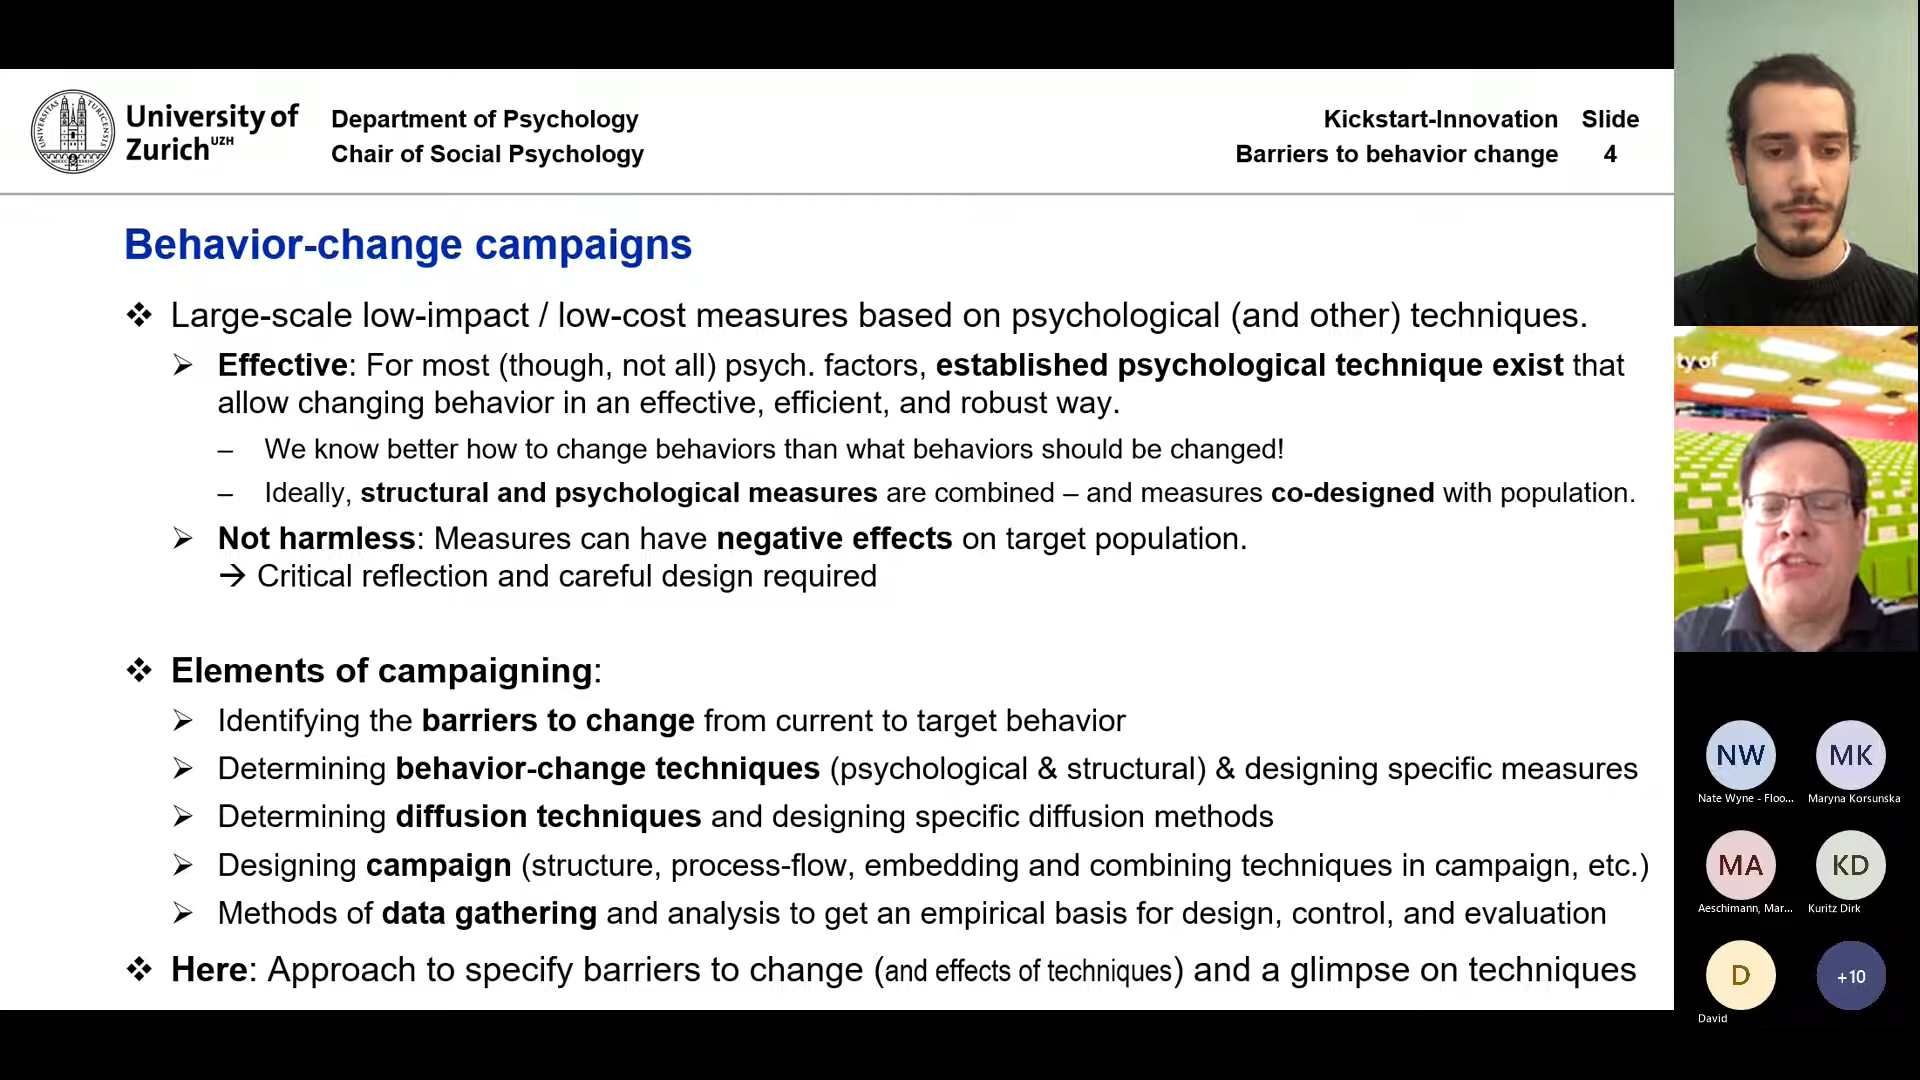 University of
Zurich UZH
Department of Psychology
Chair of Social Psychology
Kickstart-Innovation Slide
Barriers to behavior change 4
Behavior-change campaigns
❖ Large-scale low-impact / low-cost measures based on psychological (and other) techniques.
➢ Effective: For most (though, not all) psych. factors, established psychological technique exist that
allow changing behavior in an effective, efficient, and robust way.
– We know better how to change behaviors than what behaviors should be changed!
– Ideally, structural and psychological measures are combined – and measures co-designed with population.
➢ Not harmless: Measures can have negative effects on target population.
→ Critical reflection and careful design required
❖ Elements of campaigning:
➢ Identifying the barriers to change from current to target behavior
➢ Determining behavior-change techniques (psychological & structural) & designing specific measures
➢ Determining diffusion techniques and designing specific diffusion methods
➢ Designing campaign (structure, process-flow, embedding and combining techniques in campaign, etc.)
➢ Methods of data gathering and analysis to get an empirical basis for design, control, and evaluation
❖ Here: Approach to specify barriers to change (and effects of techniques) and a glimpse on techniques
ty of
NW MK
Nate Wyne - Floo... Maryna Korsunska
MA KD
Aeschimann, Mar... Kuritz Dirk
D +10
David